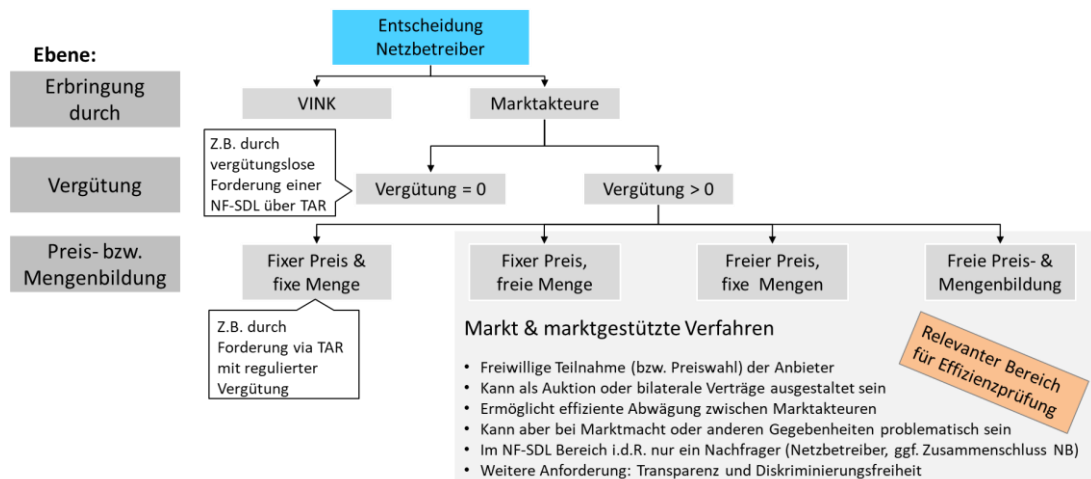 Entscheidung
Netzbetreiber
Ebene:
Erbringung
durch
VINK
Marktakteure
Z.B. durch
vergütungslose
Forderung einer
NF-SDL über TAR
Vergütung
Vergütung = 0
Vergütung > 0
Preis- bzw.
Mengenbildung
Fixer Preis &
fixe Menge
Fixer Preis,
freie Menge
Freier Preis,
fixe Mengen
Freie Preis- &
Mengenbildung
Z.B. durch
Forderung via TAR
mit regulierter
Vergütung
Markt & marktgestützte Verfahren
Relevanter Bereich
für Effizienzprüfung
• Freiwillige Teilnahme (bzw. Preiswahl) der Anbieter
• Kann als Auktion oder bilaterale Verträge ausgestaltet sein
• Ermöglicht effiziente Abwägung zwischen Marktakteuren
• Kann aber bei Marktmacht oder anderen Gegebenheiten problematisch sein
• Im NF-SDL Bereich i.d.R. nur ein Nachfrager (Netzbetreiber, ggf. Zusammenschluss NB)
• Weitere Anforderung: Transparenz und Diskriminierungsfreiheit